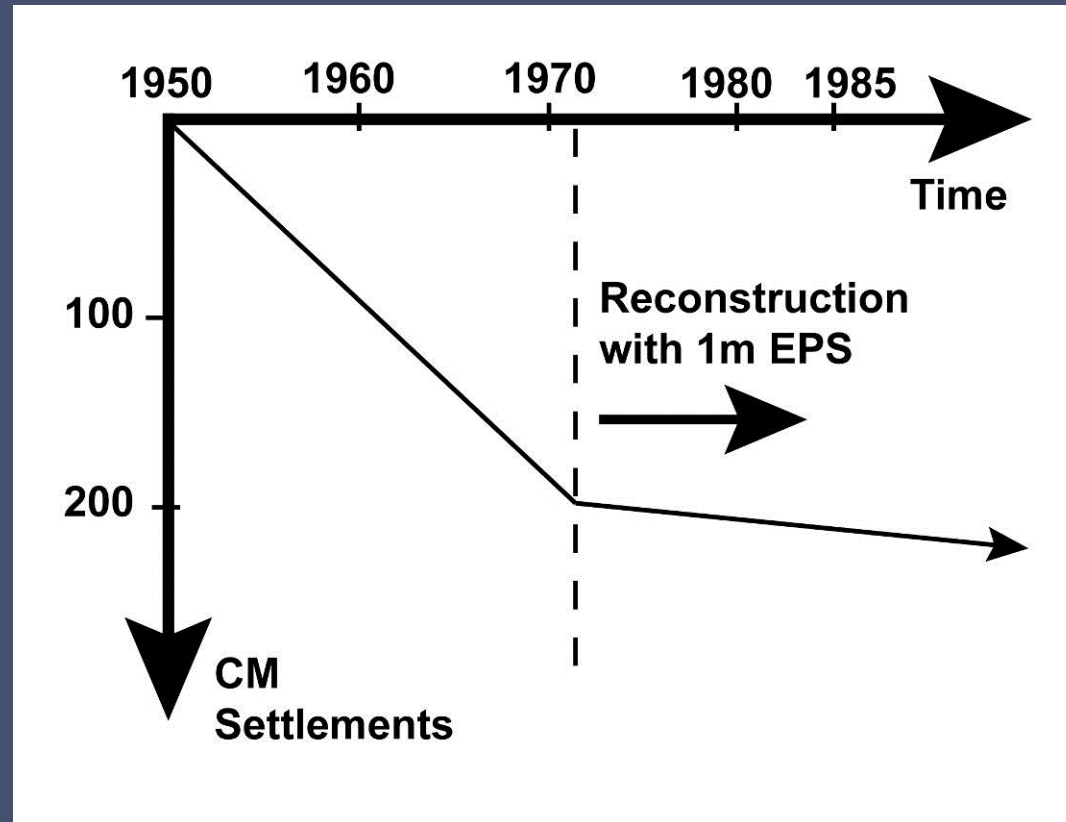 1950 1960 1970 1980 1985
Time
100
Reconstruction
with 1m EPS
200
CM
Settlements